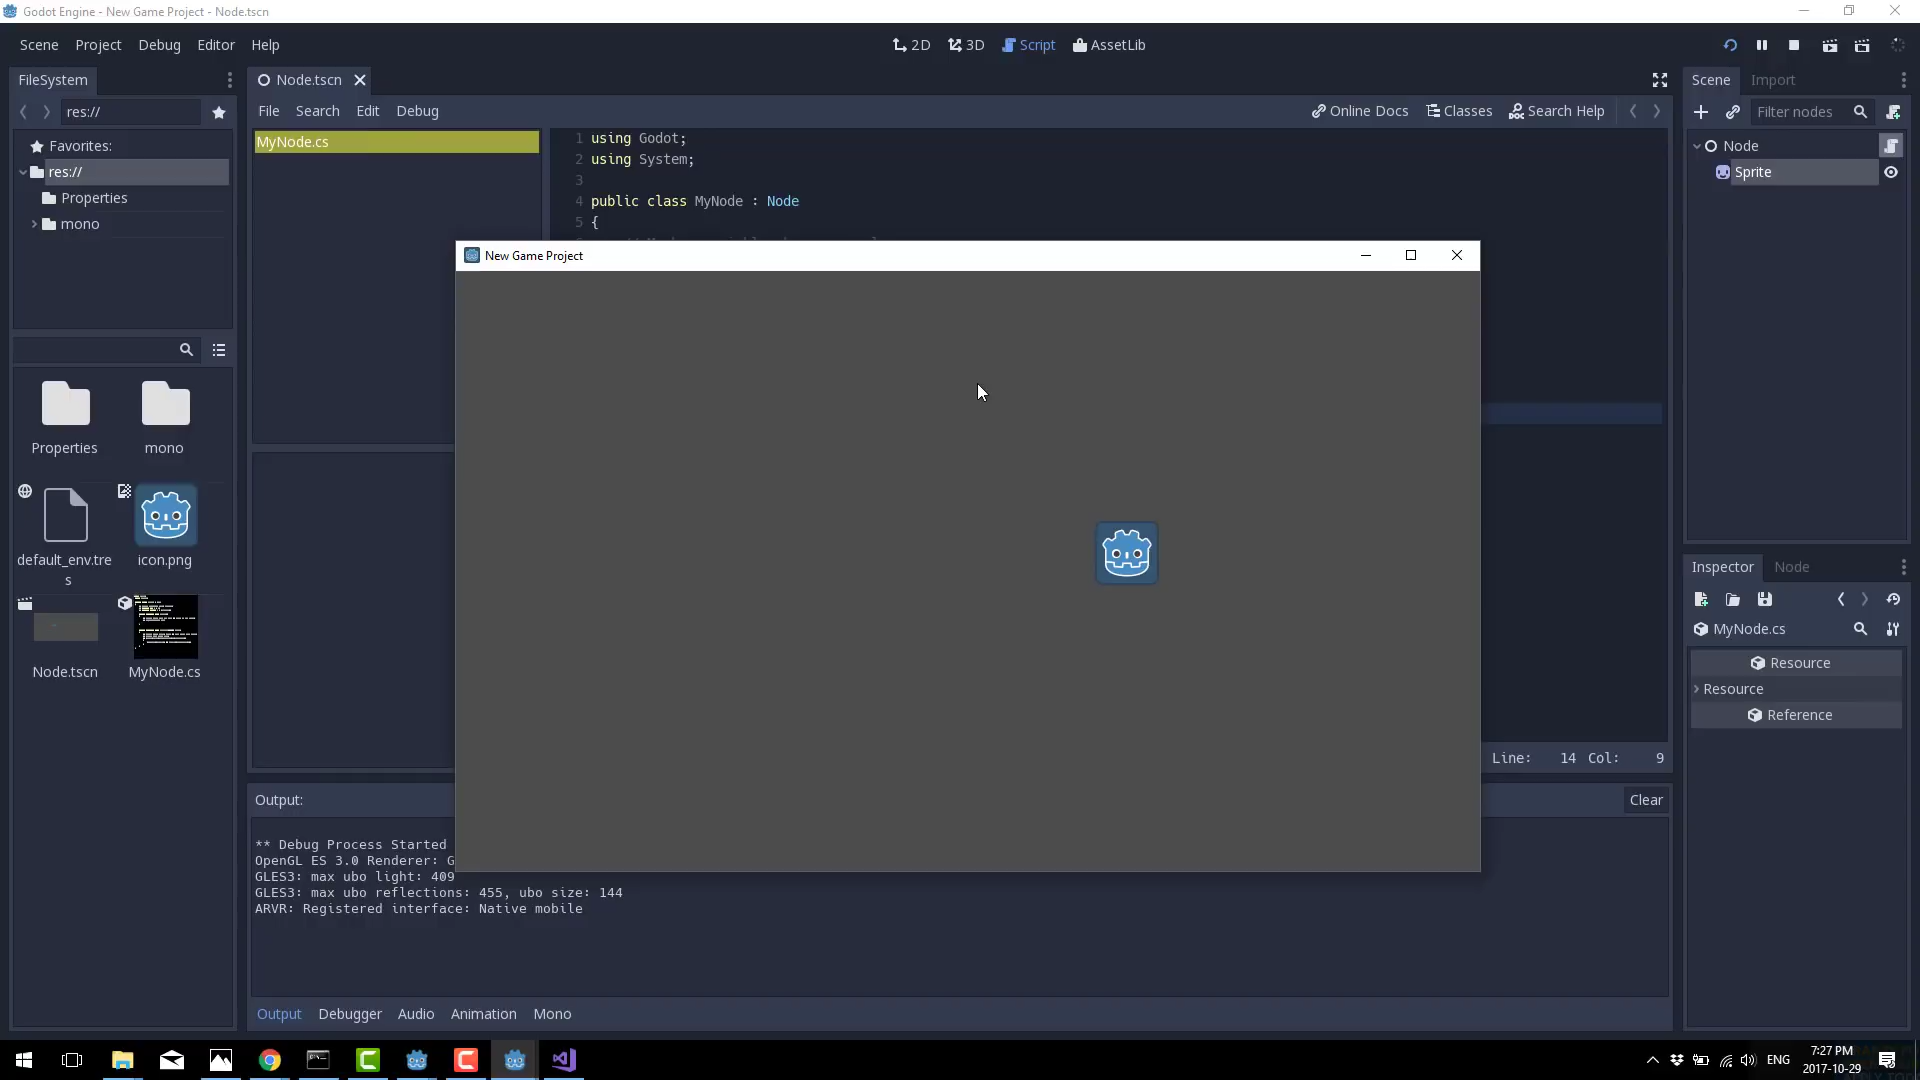 Godot Engine - New Game Project - Node.tscn
Scene Project Debug Editor Help
2D 3D Script AssetLib
FileSystem
Node.tscn
Scene Import
res://
File Search Edit Debug
Online Docs Classes Search Help
Filter nodes
Favorites:
res://
Properties
mono
MyNode.cs
1 using Godot;
2 using System;
3
4 public class MyNode : Node
5 {
Node
Sprite
New Game Project
Properties
mono
default_env.tre
s
icon.png
Node.tscn
MyNode.cs
Inspector Node
MyNode.cs
Resource
Resource
Reference
Line: 14 Col: 9
Output:
Clear
** Debug Process Started
OpenGL ES 3.0 Renderer: G
GLES3: max ubo light: 409
GLES3: max ubo reflections: 455, ubo size: 144
ARVR: Registered interface: Native mobile
Output Debugger Audio Animation Mono
ENG
7:27 PM
2017-10-29